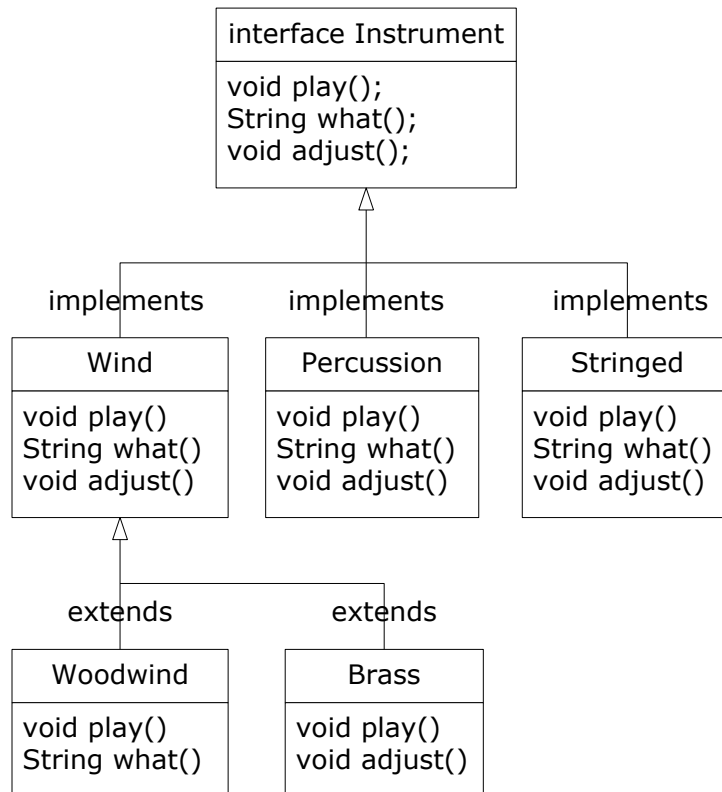 interface Instrument
void play();
String what();
void adjust();
implements
implements
implements
Wind
void play()
String what()
void adjust()
Percussion
void play()
String what()
void adjust()
Stringed
void play()
String what()
void adjust()
extends
extends
Woodwind
void play()
String what()
Brass
void play()
void adjust()